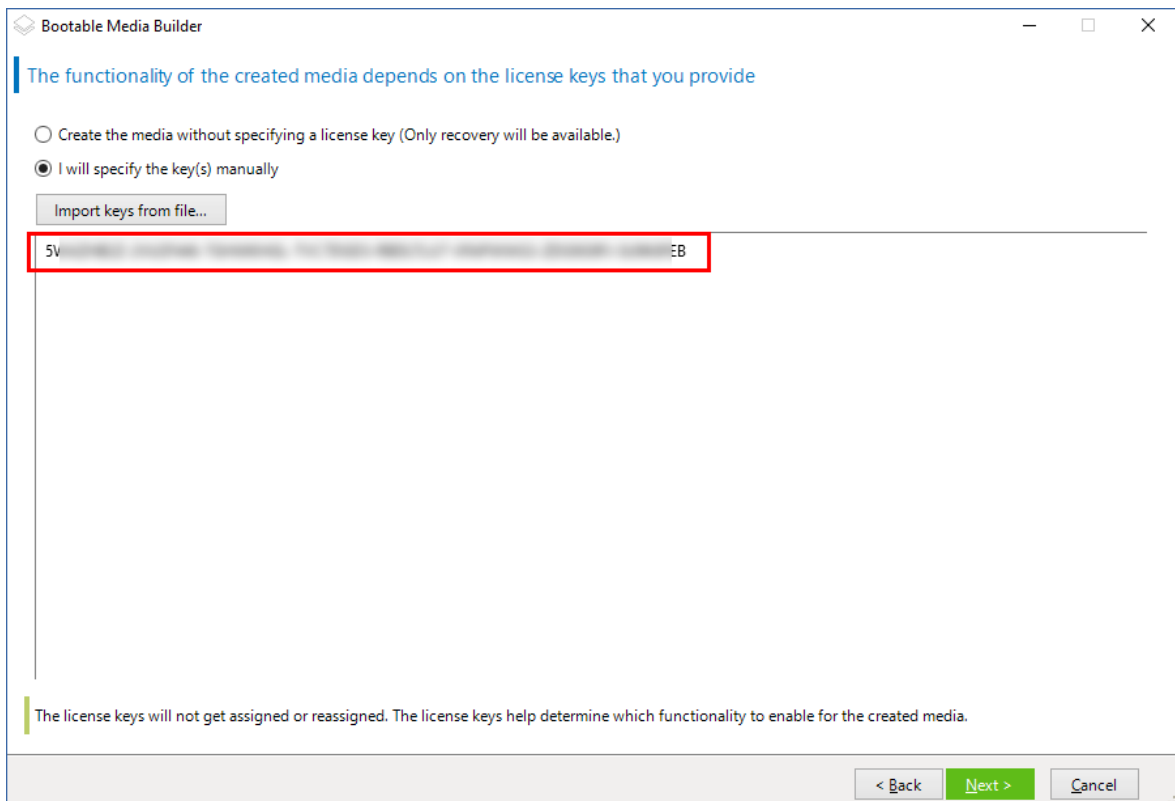 Bootable Media Builder
The functionality of the created media depends on the license keys that you provide
Create the media without specifying a license key (Only recovery will be available.)
I will specify the key(s) manually
Import keys from file...
5V EB
The license keys will not get assigned or reassigned. The license keys help determine which functionality to enable for the created media.
< Back Next > Cancel